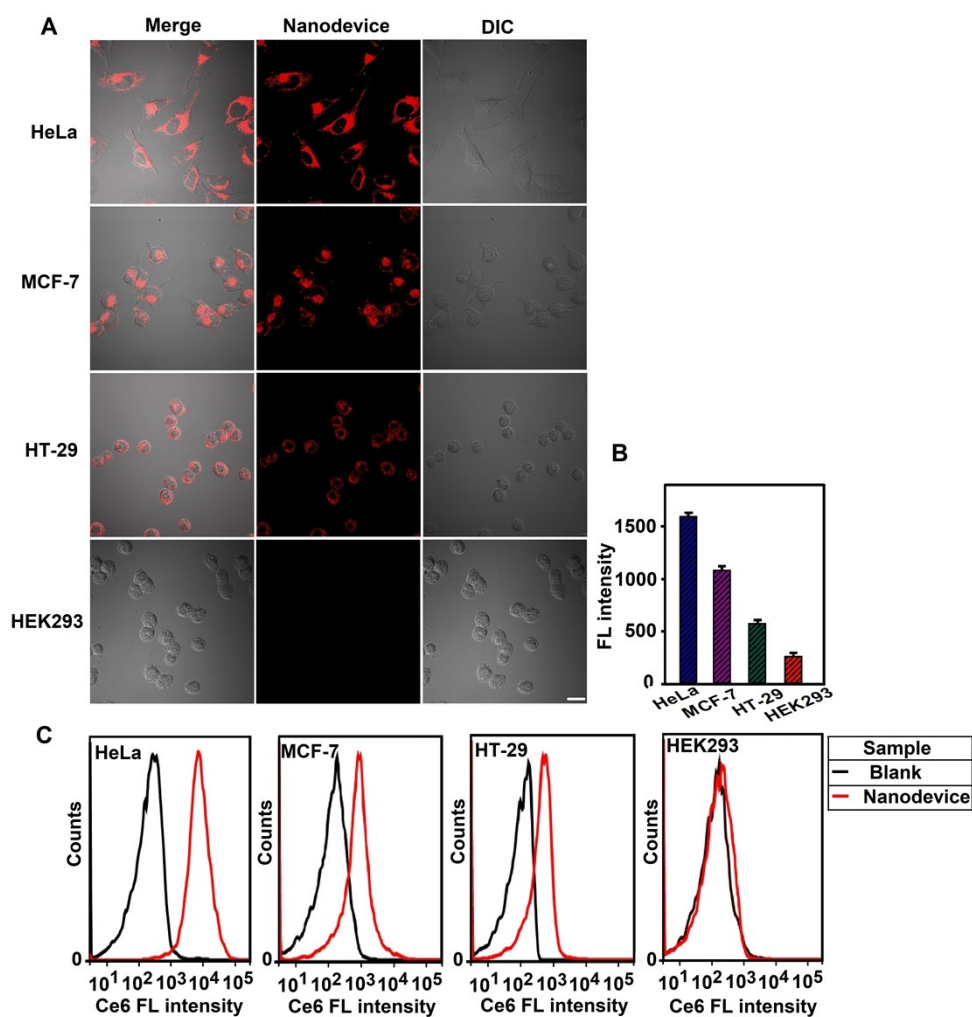 A
Merge
Nanodevice
DIC
HeLa
MCF-7
HT-29
HEK293
B
FL intensity
1500
1000
500
0
HeLa
MCF-7
HT-29
HEK293
C
HeLa
Counts
0
10¹ 10² 10³ 10⁴ 10⁵
Ce6 FL intensity
MCF-7
Counts
0
10¹ 10² 10³ 10⁴ 10⁵
Ce6 FL intensity
HT-29
Counts
0
10¹ 10² 10³ 10⁴ 10⁵
Ce6 FL intensity
HEK293
Counts
0
10¹ 10² 10³ 10⁴ 10⁵
Ce6 FL intensity
Sample
Blank
Nanodevice